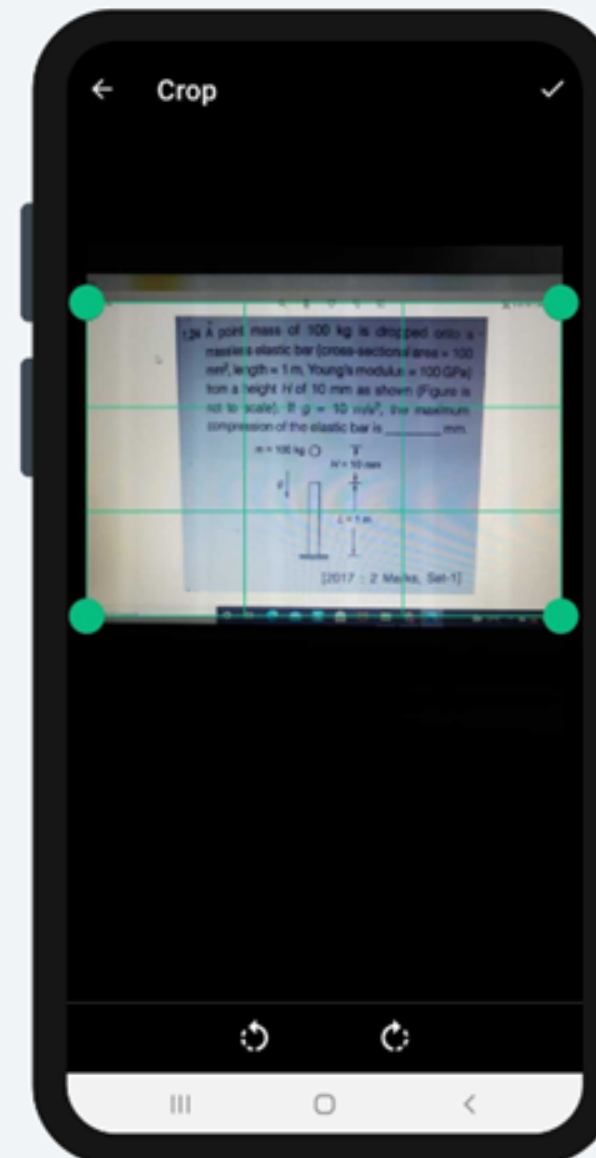 Crop
1.24 A point mass of 100 kg is dropped onto a
massless elastic bar (cross-sectional area = 100
mm², length = 1 m, Young's modulus = 100 GPa)
from a height H of 10 mm as shown (Figure is
not to scale). If g = 10 m/s², the maximum
compression of the elastic bar is ________ mm.
m = 100 kg
H = 10 mm
g
L = 1 m
[2017 : 2 Marks, Set-1]